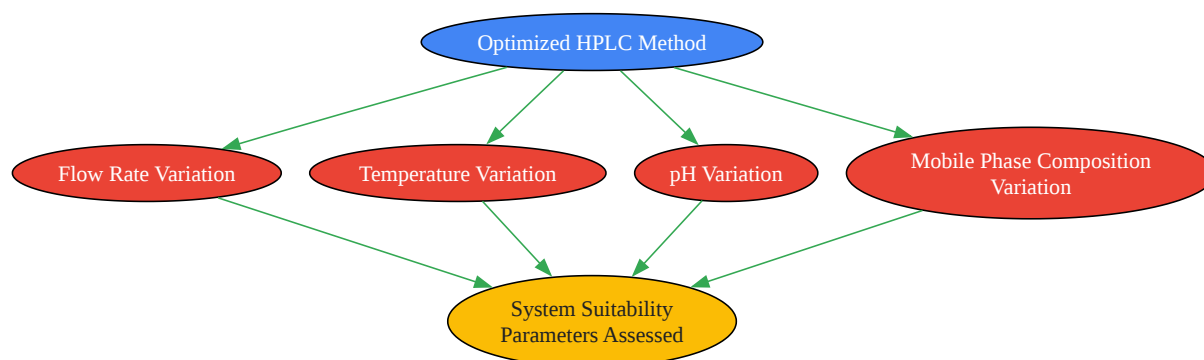 Optimized HPLC Method
Flow Rate Variation
Temperature Variation
pH Variation
Mobile Phase Composition
Variation
System Suitability
Parameters Assessed